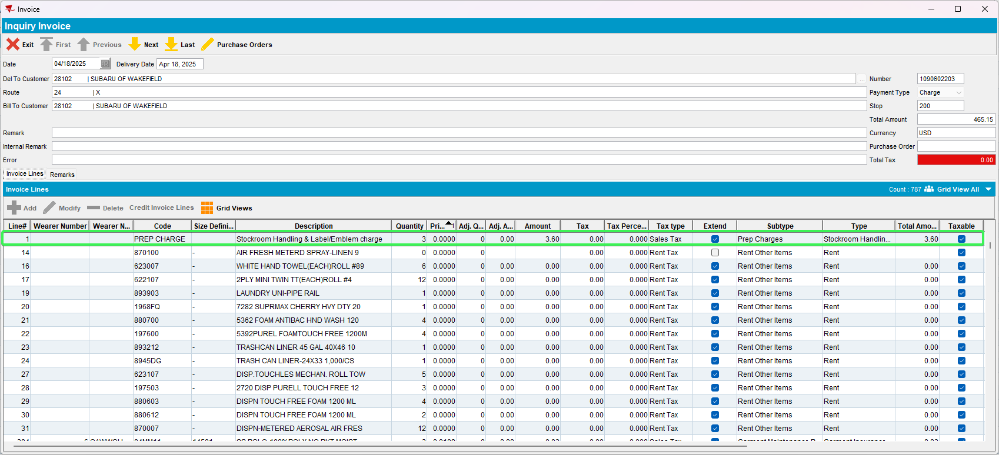 Invoice
Inquiry Invoice
Exit First Previous Next Last Purchase Orders
Date 04/18/2025 Delivery Date Apr 18, 2025
Del To Customer 28102 | SUBARU OF WAKEFIELD ... Number 1090602203
Route 24 | X Payment Type Charge
Bill To Customer 28102 | SUBARU OF WAKEFIELD Stop 200
Total Amount 465.15
Remark Currency USD
Internal Remark Purchase Order
Error Total Tax 0.00
Invoice Lines Remarks
Invoice Lines Count : 787 Grid View All
Add Modify Delete Credit Invoice Lines Grid Views
Line# Wearer Number Wearer N... Code Size Defini... Description Quantity Pri... 1 Adj. Q... Adj. A... Amount Tax Tax Perce... Tax type Extend Subtype Type Total Amo... Taxable
1 PREP CHARGE Stockroom Handling & Label/Emblem charge 3 0.0000 0 0.00 3.60 0.00 0.000 Sales Tax Prep Charges Stockroom Handlin... 3.60
14 870100 - AIR FRESH METERD SPRAY-LINEN 9 0 0.0000 0 0.00 0.000 Rent Tax Rent Other Items Rent
16 623007 - WHITE HAND TOWEL(EACH)ROLL #89 6 0.0000 0 0.00 0.00 0.00 0.000 Rent Tax Rent Other Items Rent 0.00
17 622107 - 2PLY MINI TWIN TT(EACH)ROLL #4 12 0.0000 0 0.00 0.00 0.00 0.000 Rent Tax Rent Other Items Rent 0.00
19 893903 - LAUNDRY UNI-PIPE RAIL 1 0.0000 0 0.00 0.00 0.00 0.000 Rent Tax Rent Other Items Rent 0.00
20 1968FQ - 7282 SUPRMAX CHERRY HVY DTY 20 1 0.0000 0 0.00 0.00 0.00 0.000 Rent Tax Rent Other Items Rent 0.00
21 880700 - 5362 FOAM ANTIBAC HND WASH 120 4 0.0000 0 0.00 0.00 0.00 0.000 Rent Tax Rent Other Items Rent 0.00
22 197600 - 5392PUREL FOAMTOUCH FREE 1200M 4 0.0000 0 0.00 0.00 0.00 0.000 Rent Tax Rent Other Items Rent 0.00
23 893212 - TRASHCAN LINER 45 GAL 40X46 10 1 0.0000 0 0.00 0.00 0.00 0.000 Rent Tax Rent Other Items Rent 0.00
24 8945DG - TRASH CAN LINER-24X33 1,000/CS 1 0.0000 0 0.00 0.00 0.00 0.000 Rent Tax Rent Other Items Rent 0.00
27 623107 - DISP.TOUCHLES MECHAN. ROLL TOW 5 0.0000 0 0.00 0.00 0.00 0.000 Rent Tax Rent Other Items Rent 0.00
28 197503 - 2720 DISP PURELL TOUCH FREE 12 3 0.0000 0 0.00 0.00 0.00 0.000 Rent Tax Rent Other Items Rent 0.00
29 880603 - DISPN TOUCH FREE FOAM 1200 ML 4 0.0000 0 0.00 0.00 0.00 0.000 Rent Tax Rent Other Items Rent 0.00
30 880612 - DISPN TOUCH FREE FOAM 1200 ML 2 0.0000 0 0.00 0.00 0.00 0.000 Rent Tax Rent Other Items Rent 0.00
31 870007 - DISPN-METERED AEROSAL AIR FRES 12 0.0000 0 0.00 0.00 0.00 0.000 Rent Tax Rent Other Items Rent 0.00